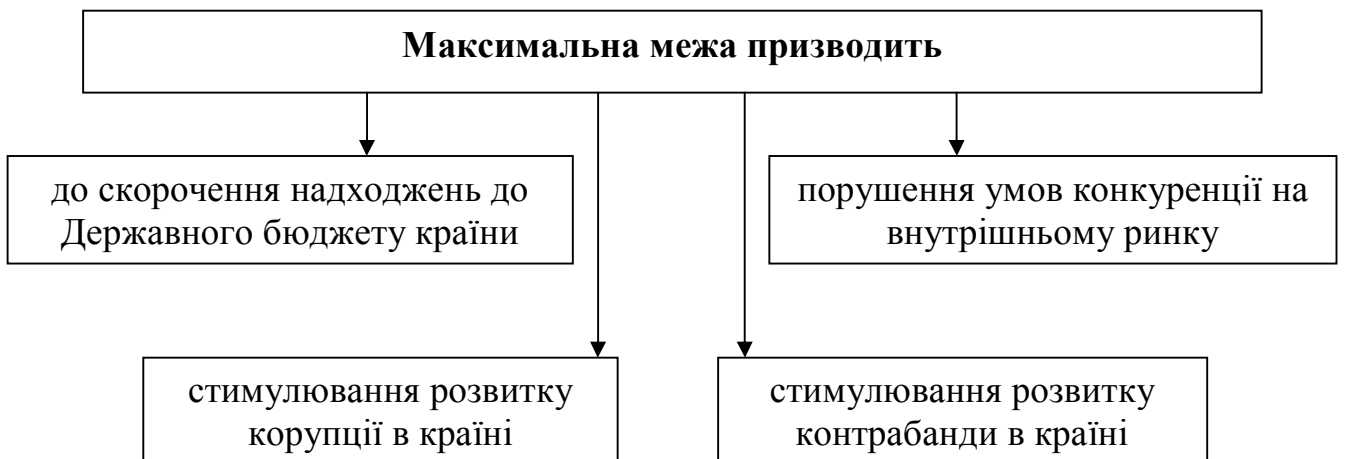 Максимальна межа призводить
до скорочення надходжень до
Державного бюджету країни
порушення умов конкуренції на
внутрішньому ринку
стимулювання розвитку
корупції в країні
стимулювання розвитку
контрабанди в країні